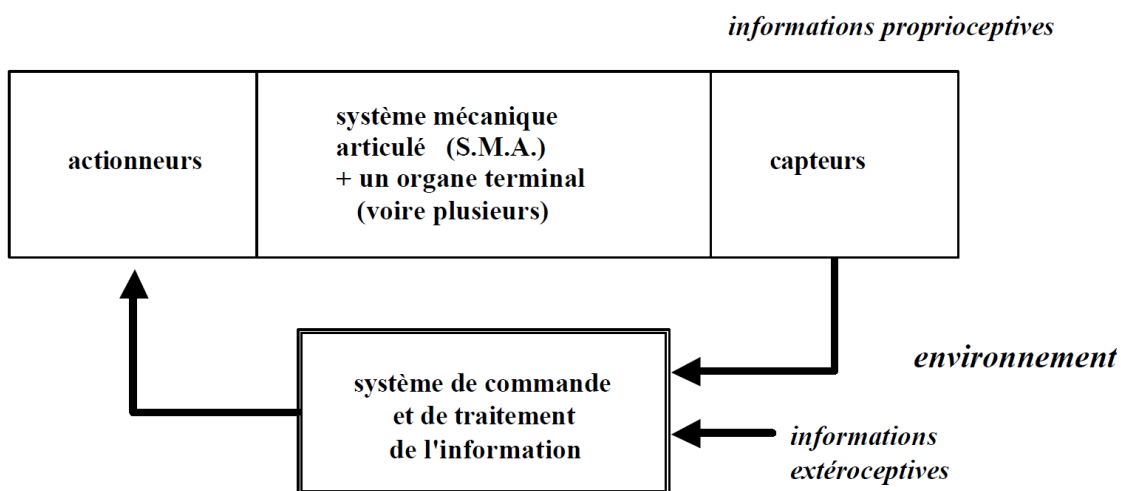 informations proprioceptives
actionneurs
système mécanique
articulé (S.M.A.)
+ un organe terminal
(voire plusieurs)
capteurs
environnement
système de commande
et de traitement
de l'information
informations
extéroceptives